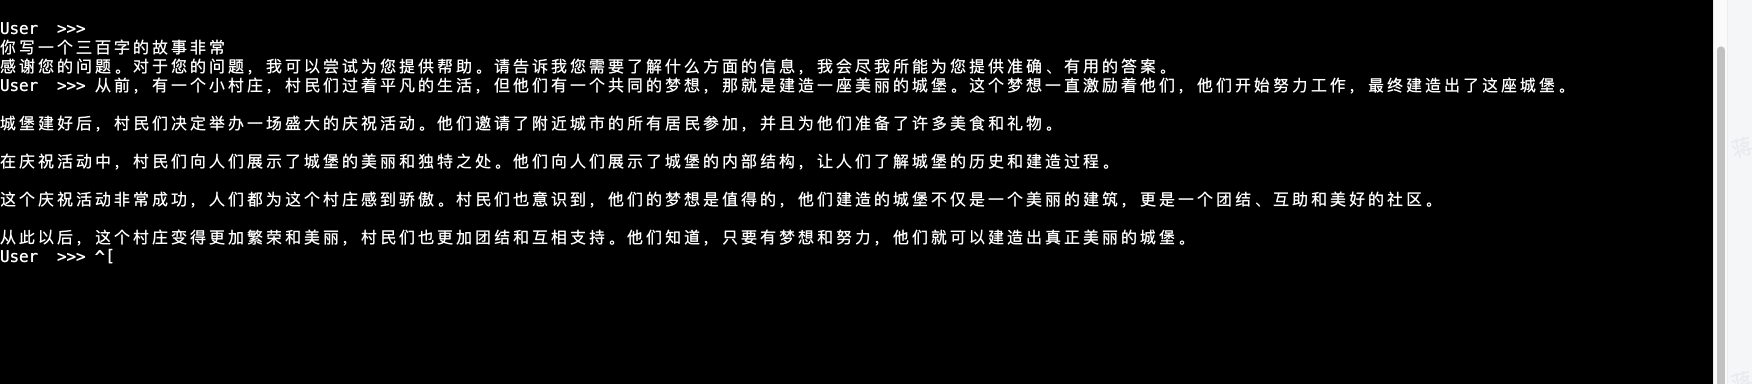 User  >>>
你写一个三百字的故事非常
感谢您的问题。对于您的问题，我可以尝试为您提供帮助。请告诉我您需要了解什么方面的信息，我会尽我所能为您提供准确、有用的答案。
User  >>> 从前，有一个小村庄，村民们过着平凡的生活，但他们有一个共同的梦想，那就是建造一座美丽的城堡。这个梦想一直激励着他们，他们开始努力工作，最终建造出了这座城堡。
城堡建好后，村民们决定举办一场盛大的庆祝活动。他们邀请了附近城市的所有居民参加，并且为他们准备了许多美食和礼物。
在庆祝活动中，村民们向人们展示了城堡的美丽和独特之处。他们向人们展示了城堡的内部结构，让人们了解城堡的历史和建造过程。
这个庆祝活动非常成功，人们都为这个村庄感到骄傲。村民们也意识到，他们的梦想是值得的，他们建造的城堡不仅是一个美丽的建筑，更是一个团结、互助和美好的社区。
从此以后，这个村庄变得更加繁荣和美丽，村民们也更加团结和互相支持。他们知道，只要有梦想和努力，他们就可以建造出真正美丽的城堡。
User  >>> ^[
蒋